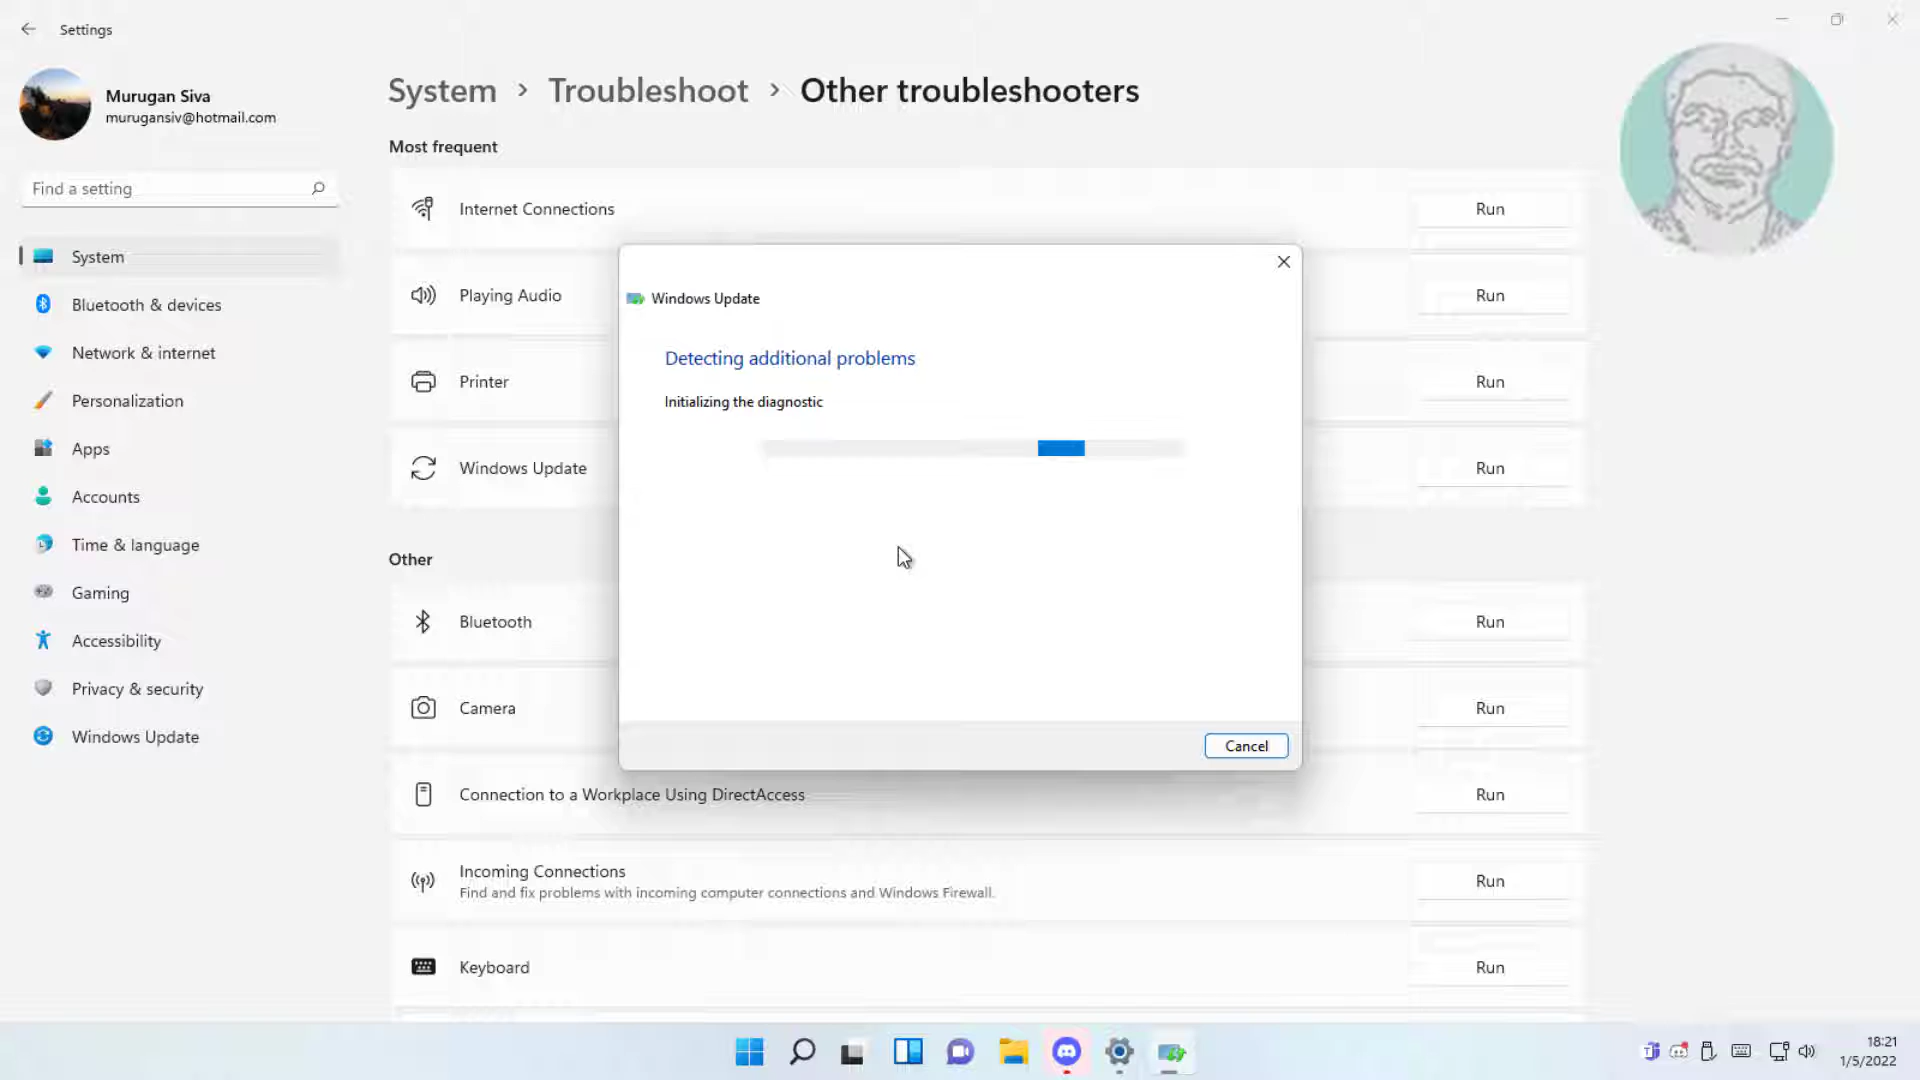 Settings
Murugan Siva
murugansiv@hotmail.com
Find a setting
System
Bluetooth & devices
Network & internet
Personalization
Apps
Accounts
Time & language
Gaming
Accessibility
Privacy & security
Windows Update
System > Troubleshoot > Other troubleshooters
Most frequent
Internet Connections Run
Playing Audio Run
Printer Run
Windows Update Run
Other
Bluetooth Run
Camera Run
Connection to a Workplace Using DirectAccess Run
Incoming Connections Run
Find and fix problems with incoming computer connections and Windows Firewall.
Keyboard Run
Windows Update
Detecting additional problems
Initializing the diagnostic
Cancel
18:21
1/5/2022